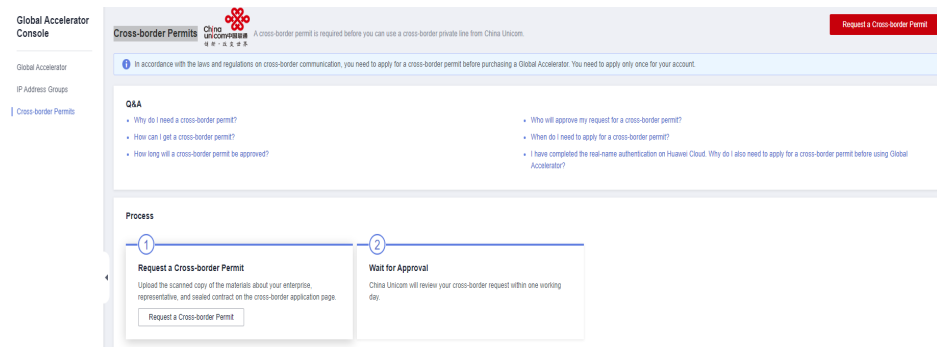 Global Accelerator
Console
Global Accelerator
IP Address Groups
Cross-border Permits
Cross-border Permits
China
unicom中国联通
创新·改变世界
A cross-border permit is required before you can use a cross-border private line from China Unicom.
Request a Cross-border Permit
In accordance with the laws and regulations on cross-border communication, you need to apply for a cross-border permit before purchasing a Global Accelerator. You need to apply only once for your account.
Q&A
Why do I need a cross-border permit?
Who will approve my request for a cross-border permit?
How can I get a cross-border permit?
When do I need to apply for a cross-border permit?
How long will a cross-border permit be approved?
I have completed the real-name authentication on Huawei Cloud. Why do I also need to apply for a cross-border permit before using Global
Accelerator?
Process
1
Request a Cross-border Permit
Upload the scanned copy of the materials about your enterprise,
representative, and sealed contract on the cross-border application page.
Request a Cross-border Permit
2
Wait for Approval
China Unicom will review your cross-border request within one working
day.